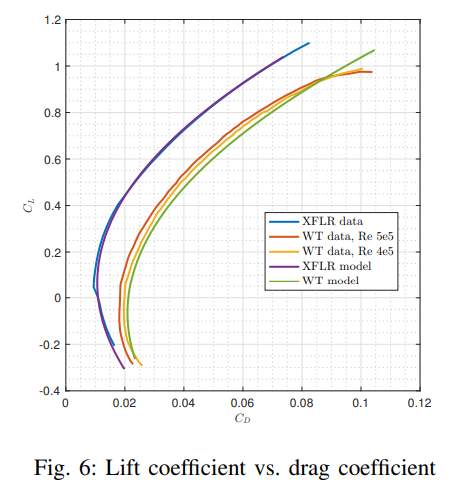 1.2
1
0.8
0.6
0.4
0.2
0
-0.2
-0.4
C_L
XFLR data
WT data, Re 5e5
WT data, Re 4e5
XFLR model
WT model
0 0.02 0.04 0.06 0.08 0.1 0.12
C_D
Fig. 6: Lift coefficient vs. drag coefficient